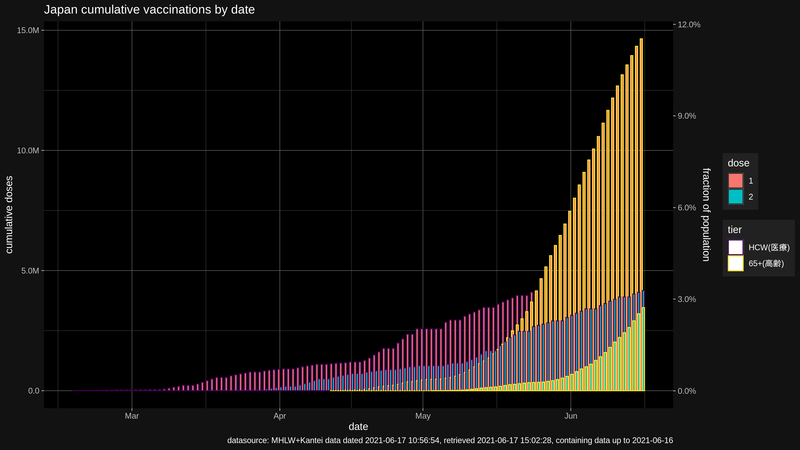 Japan cumulative vaccinations by date
15.0M
10.0M
5.0M
0.0
cumulative doses
12.0%
9.0%
6.0%
3.0%
0.0%
fraction of population
Mar
Apr
May
Jun
date
dose
1
2
tier
HCW(医療)
65+(高齢)
datasource: MHLW+Kantei data dated 2021-06-17 10:56:54, retrieved 2021-06-17 15:02:28, containing data up to 2021-06-16